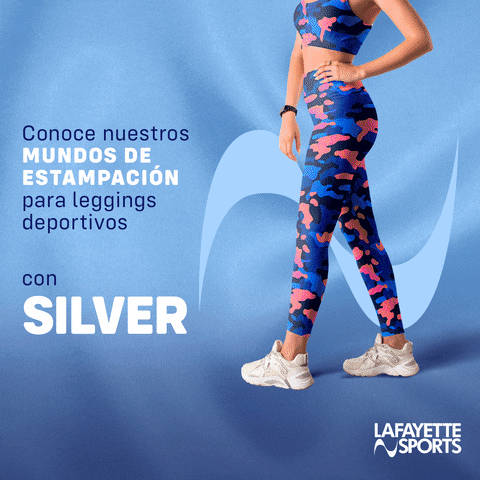 Conoce nuestros
MUNDOS DE
ESTAMPACIÓN
para leggings
deportivos
con
SILVER
LAFAYETTE
SPORTS